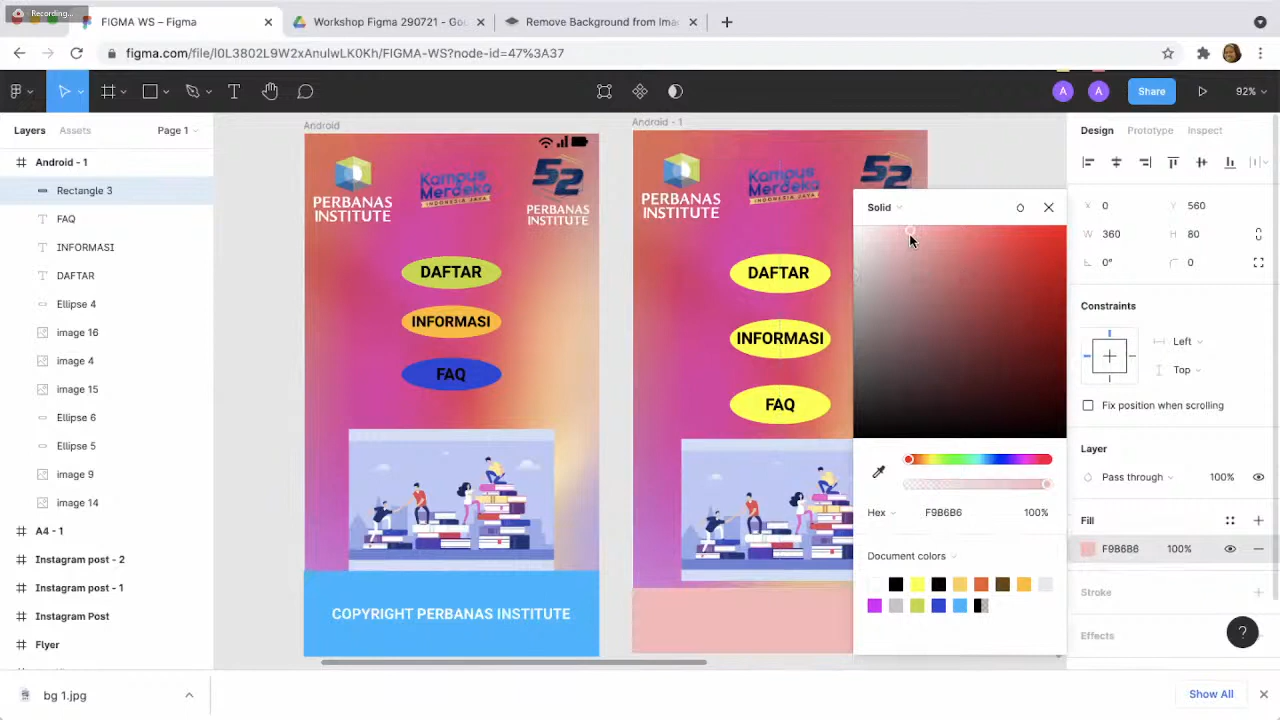 Recording...
FIGMA WS – Figma
Workshop Figma 290721 - Goo
Remove Background from Ima
figma.com/file/l0L3802L9W2xAnulwLK0Kh/FIGMA-WS?node-id=47%3A37
A
A
Share
92%
Layers
Assets
Page 1
Android - 1
Rectangle 3
FAQ
INFORMASI
DAFTAR
Ellipse 4
image 16
image 4
image 15
Ellipse 6
Ellipse 5
image 9
image 14
A4 - 1
Instagram post - 2
Instagram post - 1
Instagram Post
Flyer
Android
PERBANAS
INSTITUTE
Kampus
Merdeka
INDONESIA JAYA
52
PERBANAS
INSTITUTE
DAFTAR
INFORMASI
FAQ
COPYRIGHT PERBANAS INSTITUTE
Android - 1
PERBANAS
INSTITUTE
Kampus
Merdeka
INDONESIA JAYA
52
DAFTAR
INFORMASI
FAQ
Solid
Hex
F9B6B6
100%
Document colors
Design
Prototype
Inspect
X
0
Y
560
W
360
H
80
0°
0
Constraints
Left
Top
Fix position when scrolling
Layer
Pass through
100%
Fill
F9B6B6
100%
Stroke
Effects
?
bg 1.jpg
Show All